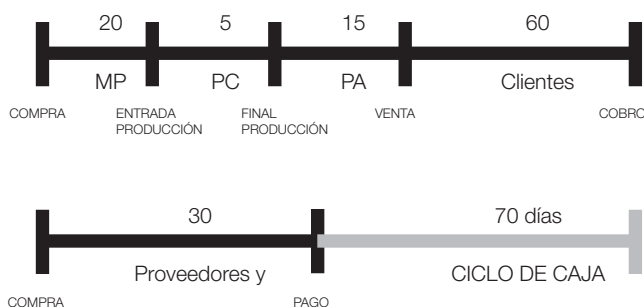 20 5 15 60
MP PC PA Clientes
COMPRA ENTRADA PRODUCCIÓN FINAL PRODUCCIÓN VENTA COBRO
30 70 días
Proveedores y CICLO DE CAJA
COMPRA PAGO